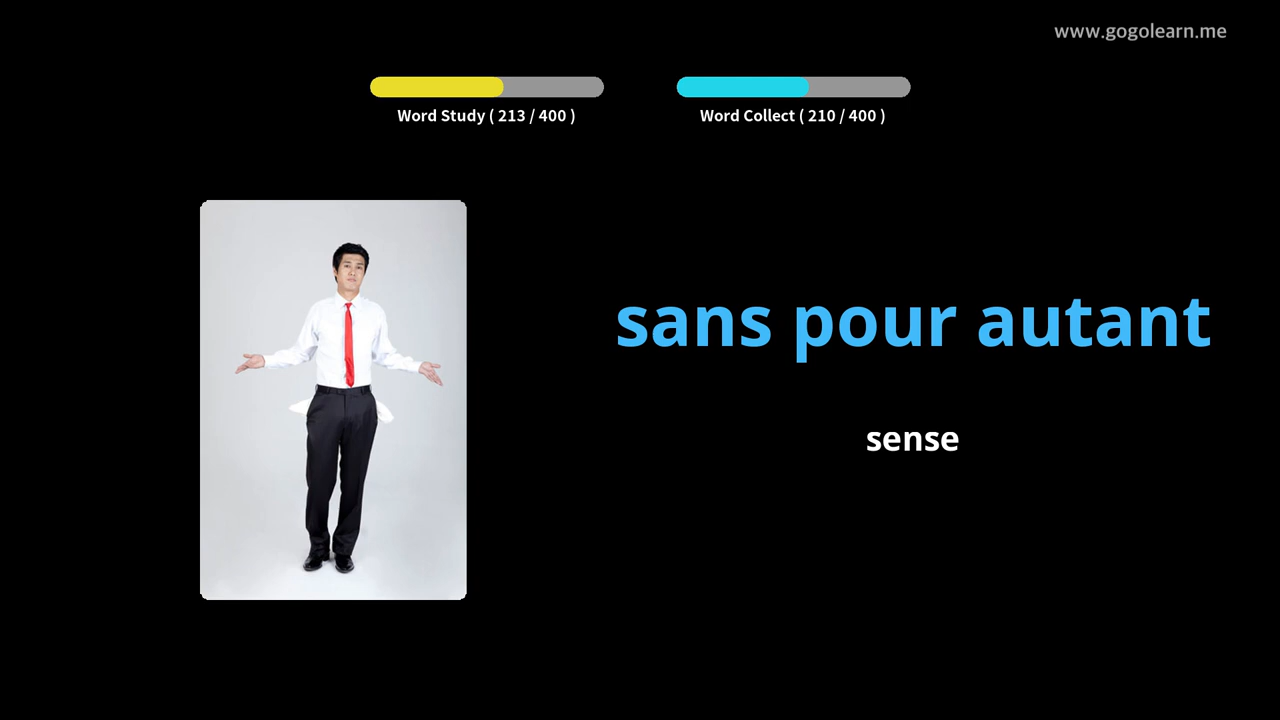 www.gogolearn.me
Word Study ( 213 / 400 )
Word Collect ( 210 / 400 )
sans pour autant
sense